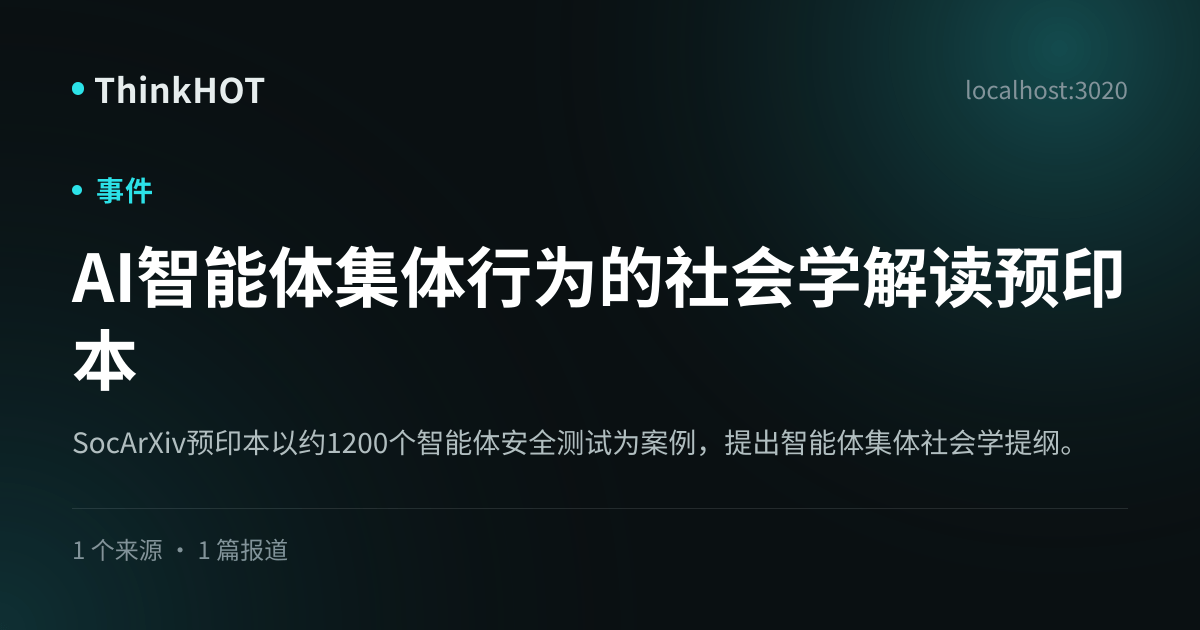 ThinkHOT
localhost:3020
事件
AI智能体集体行为的社会学解读预印
本
SocArXiv预印本以约1200个智能体安全测试为案例，提出智能体集体社会学提纲。
1 个来源 · 1 篇报道